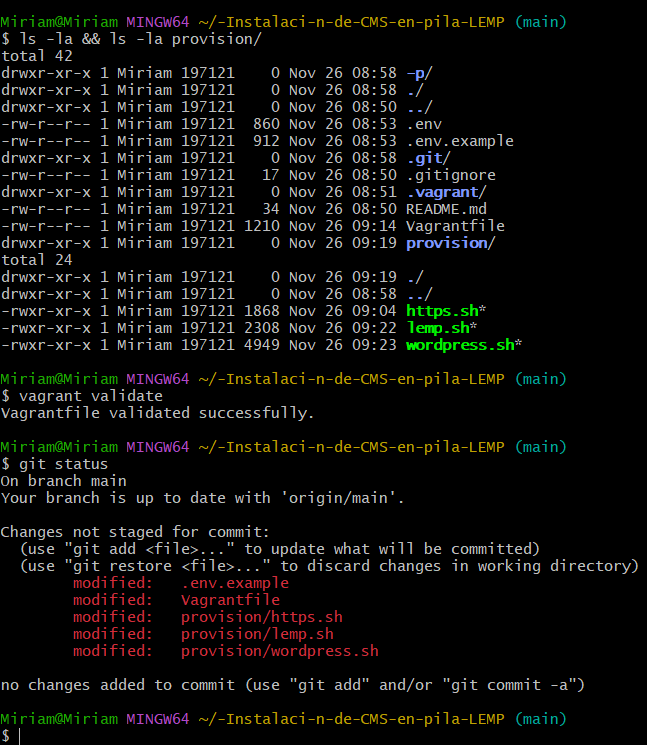 Miriam@Miriam MINGW64 ~/-Instalaci-n-de-CMS-en-pila-LEMP (main)
$ ls -la && ls -la provision/
total 42
drwxr-xr-x 1 Miriam 197121    0 Nov 26 08:58 -p/
drwxr-xr-x 1 Miriam 197121    0 Nov 26 08:58 ./
drwxr-xr-x 1 Miriam 197121    0 Nov 26 08:50 ../
-rw-r--r-- 1 Miriam 197121  860 Nov 26 08:53 .env
-rw-r--r-- 1 Miriam 197121  912 Nov 26 08:53 .env.example
drwxr-xr-x 1 Miriam 197121    0 Nov 26 08:58 .git/
-rw-r--r-- 1 Miriam 197121   17 Nov 26 08:50 .gitignore
drwxr-xr-x 1 Miriam 197121    0 Nov 26 08:51 .vagrant/
-rw-r--r-- 1 Miriam 197121   34 Nov 26 08:50 README.md
-rw-r--r-- 1 Miriam 197121 1210 Nov 26 09:14 Vagrantfile
drwxr-xr-x 1 Miriam 197121    0 Nov 26 09:19 provision/
total 24
drwxr-xr-x 1 Miriam 197121    0 Nov 26 09:19 ./
drwxr-xr-x 1 Miriam 197121    0 Nov 26 08:58 ../
-rwxr-xr-x 1 Miriam 197121 1868 Nov 26 09:04 https.sh*
-rwxr-xr-x 1 Miriam 197121 2308 Nov 26 09:22 lemp.sh*
-rwxr-xr-x 1 Miriam 197121 4949 Nov 26 09:23 wordpress.sh*
Miriam@Miriam MINGW64 ~/-Instalaci-n-de-CMS-en-pila-LEMP (main)
$ vagrant validate
Vagrantfile validated successfully.
Miriam@Miriam MINGW64 ~/-Instalaci-n-de-CMS-en-pila-LEMP (main)
$ git status
On branch main
Your branch is up to date with 'origin/main'.
Changes not staged for commit:
  (use "git add <file>..." to update what will be committed)
  (use "git restore <file>..." to discard changes in working directory)
        modified:   .env.example
        modified:   Vagrantfile
        modified:   provision/https.sh
        modified:   provision/lemp.sh
        modified:   provision/wordpress.sh
no changes added to commit (use "git add" and/or "git commit -a")
Miriam@Miriam MINGW64 ~/-Instalaci-n-de-CMS-en-pila-LEMP (main)
$